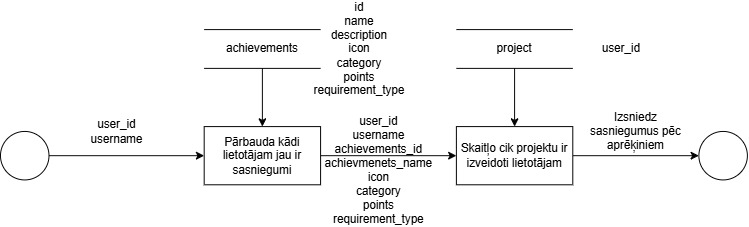 id
name
description
icon
category
points
requirement_type
achievements
project
user_id
user_id
username
Pārbauda kādi
lietotājam jau ir
sasniegumi
user_id
username
achievements_id
achievmenets_name
icon
category
points
requirement_type
Skaitļo cik projektu ir
izveidoti lietotājam
Izsniedz
sasniegumus pēc
aprēķiniem